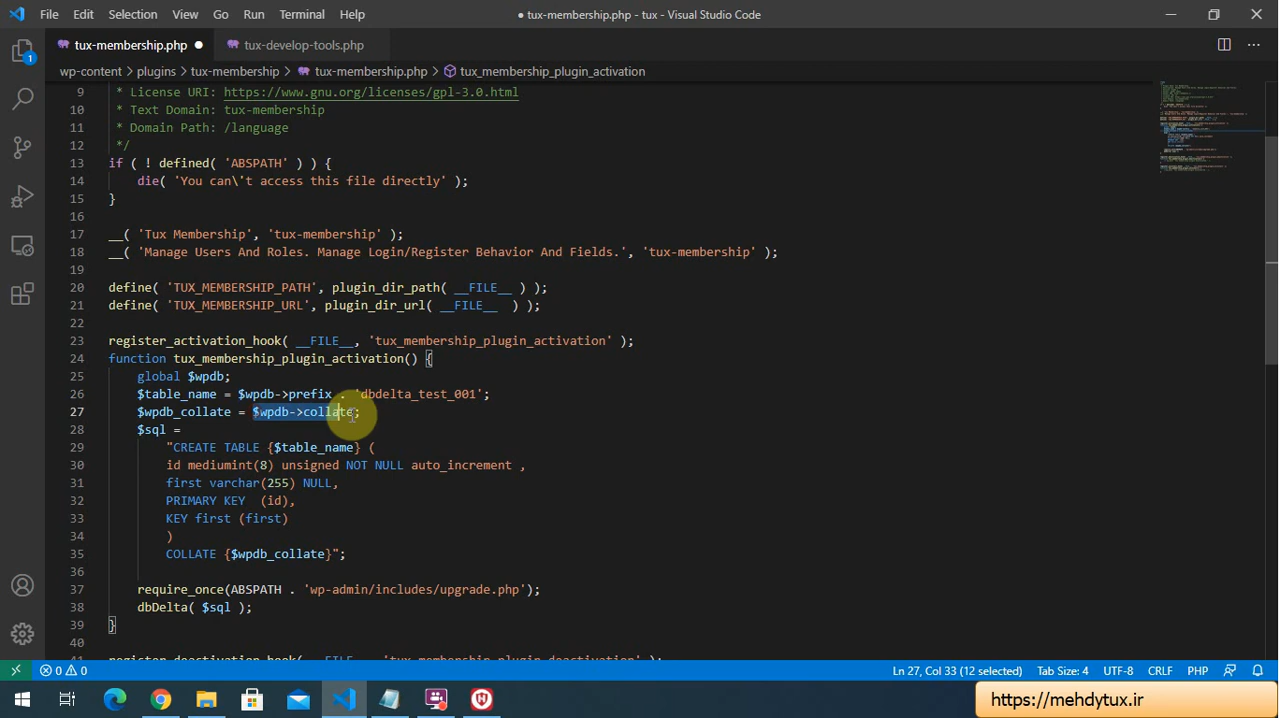 File Edit Selection View Go Run Terminal Help ● tux-membership.php - tux - Visual Studio Code
tux-membership.php ● tux-develop-tools.php
wp-content > plugins > tux-membership > tux-membership.php > tux_membership_plugin_activation
9 * License URI: https://www.gnu.org/licenses/gpl-3.0.html
10 * Text Domain: tux-membership
11 * Domain Path: /language
12 */
13 if ( ! defined( 'ABSPATH' ) ) {
14 die( 'You can\'t access this file directly' );
15 }
16
17 __( 'Tux Membership', 'tux-membership' );
18 __( 'Manage Users And Roles. Manage Login/Register Behavior And Fields.', 'tux-membership' );
19
20 define( 'TUX_MEMBERSHIP_PATH', plugin_dir_path( __FILE__ ) );
21 define( 'TUX_MEMBERSHIP_URL', plugin_dir_url( __FILE__ ) );
22
23 register_activation_hook( __FILE__, 'tux_membership_plugin_activation' );
24 function tux_membership_plugin_activation() {
25 global $wpdb;
26 $table_name = $wpdb->prefix . 'dbdelta_test_001';
27 $wpdb_collate = $wpdb->collate;
28 $sql =
29 "CREATE TABLE {$table_name} (
30 id mediumint(8) unsigned NOT NULL auto_increment ,
31 first varchar(255) NULL,
32 PRIMARY KEY  (id),
33 KEY first (first)
34 )
35 COLLATE {$wpdb_collate}";
36
37 require_once(ABSPATH . 'wp-admin/includes/upgrade.php');
38 dbDelta( $sql );
39 }
40
41 register_deactivation_hook( __FILE__, 'tux_membership_plugin_deactivation' );
1
0 0 Ln 27, Col 33 (12 selected) Tab Size: 4 UTF-8 CRLF PHP
https://mehdytux.ir